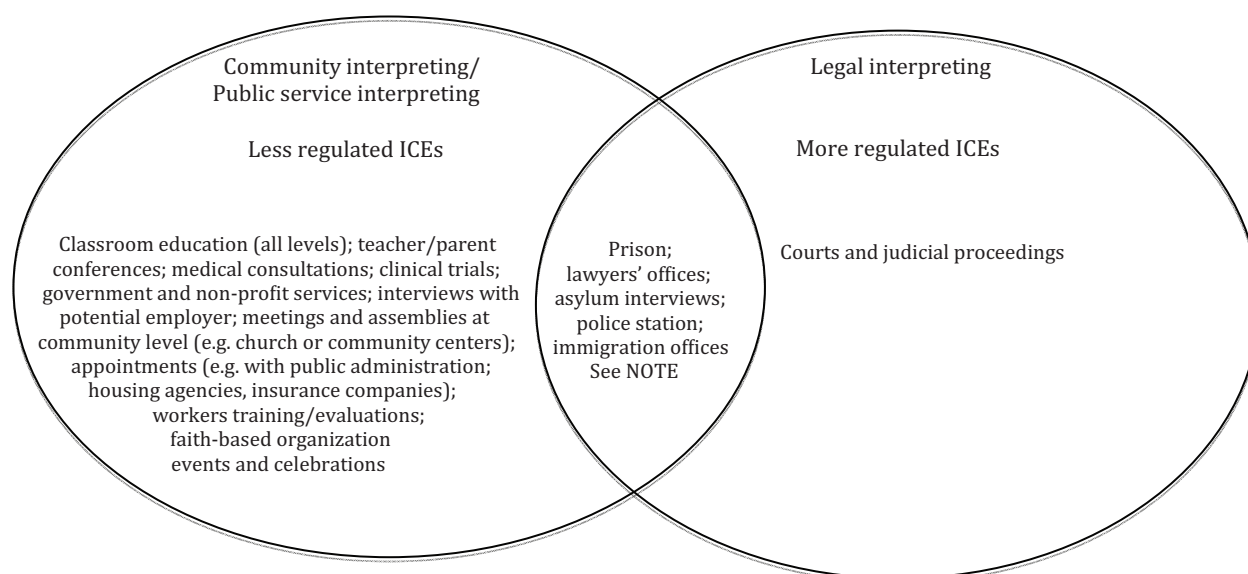 Community interpreting/
Public service interpreting
Less regulated ICEs
Classroom education (all levels); teacher/parent
conferences; medical consultations; clinical trials;
government and non-profit services; interviews with
potential employer; meetings and assemblies at
community level (e.g. church or community centers);
appointments (e.g. with public administration;
housing agencies, insurance companies);
workers training/evaluations;
faith-based organization
events and celebrations
Prison;
lawyers’ offices;
asylum interviews;
police station;
immigration offices
See NOTE
Legal interpreting
More regulated ICEs
Courts and judicial proceedings